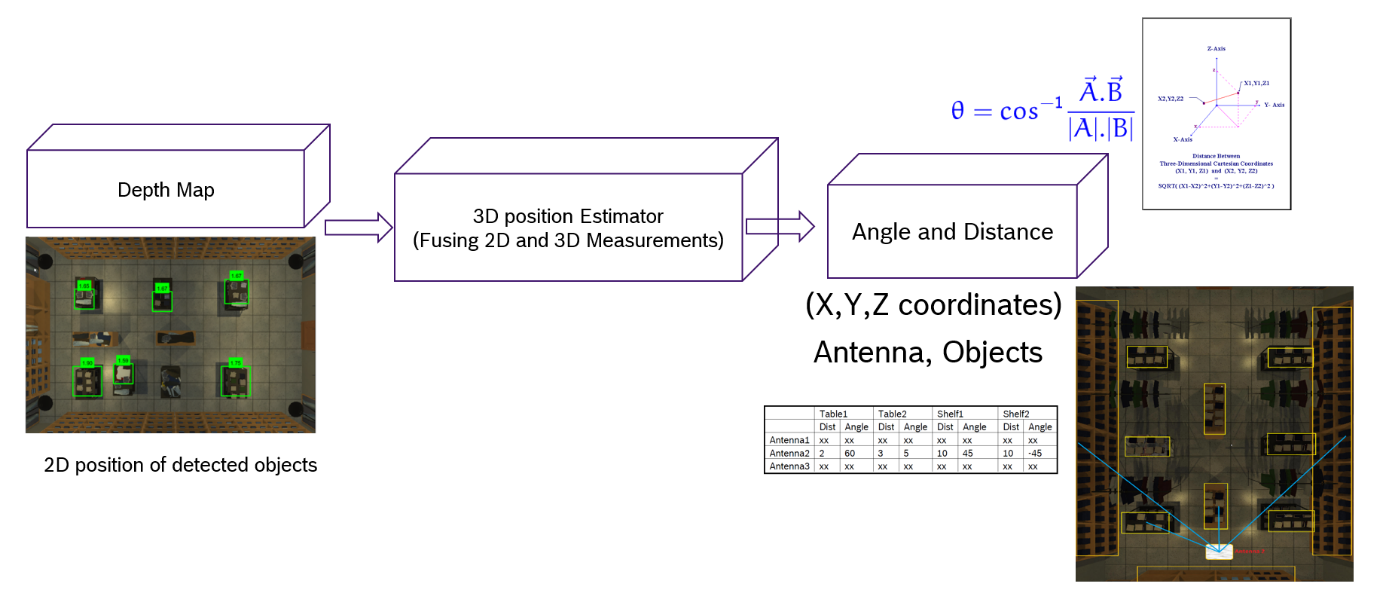 Depth Map
2D position of detected objects
3D position Estimator
(Fusing 2D and 3D Measurements)
θ = cos⁻¹ A⃗.B⃗ / |A|.|B|
Z-Axis
z
X1,Y1,Z1
X2,Y2,Z2
Y- Axis
X-Axis
Distance Between
Three-Dimensional Cartesian Coordinates
(X1, Y1, Z1) and (X2, Y2, Z2)
=
SQRT( (X1-X2)^2+(Y1-Y2)^2+(Z1-Z2)^2 )
Angle and Distance
(X,Y,Z coordinates)
Antenna, Objects
Table1 Table2 Shelf1 Shelf2
Dist Angle Dist Angle Dist Angle Dist Angle
Antenna1 xx xx xx xx xx xx xx xx
Antenna2 2 60 3 5 10 45 10 -45
Antenna3 xx xx xx xx xx xx xx xx